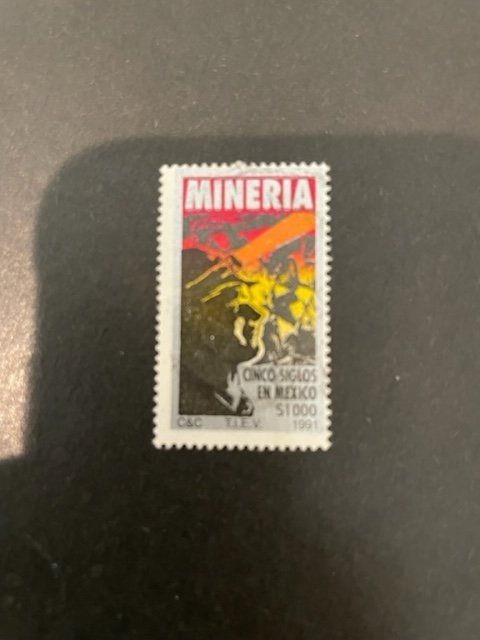 MINERIA
CINCO SIGLOS
EN MEXICO
$1000
C&C T.I.E.V. 1991